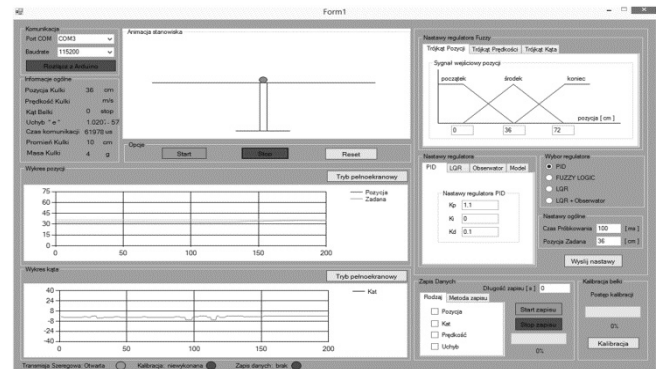 Form1
Komunikacja
Port COM COM3
Baudrate 115200
Rozłącz z Arduino
Informacje ogólne
Pozycja Kulki 36 cm
Prędkość Kulki m/s
Kąt Belki 0 stop
Uchyb " e "
Czas komunikacji 61978 us
Promień Kulki 10 cm
Masa Kulki 4 g
Animacja stanowiska
Opcje
Start Stop Reset
Wykres pozycji
Tryb pełnoekranowy
75
60
45
30
15
0
0 50 100 150 200
Pozycja
Zadana
Wykres kąta
Tryb pełnoekranowy
40
24
8
-8
-24
-40
0 50 100 150 200
Kat
Transmisja Szeregowa: Otwarta Kalibracja: niewykonana Zapis danych: brak
Nastawy regulatora Fuzzy
Trójkąt Pozycji Trójkąt Prędkości Trójkąt Kąta
Sygnał wejściowy pozycji
początek środek koniec
pozycja [ cm ]
0 36 72
Nastawy regulatora
PID LQR Obserwator Model
Nastawy regulatora PID
Kp 1.1
Ki 0
Kd 0.1
Wybor regulatora
PID
FUZZY LOGIC
LQR
LQR + Obserwator
Nastawy ogólne
Czas Próbkowania 100 [ ms ]
Pozycja Zadana 36 [ cm ]
Wyslij nastawy
Zapis Danych
Długość zapisu [ s ] 0
Rodzaj Metoda zapisu
Pozycja
Kat
Prędkość
Uchyb
Start zapisu
Stop zapisu
0%
Kalibracja belki
Postęp kalibracji
0%
Kalibracja